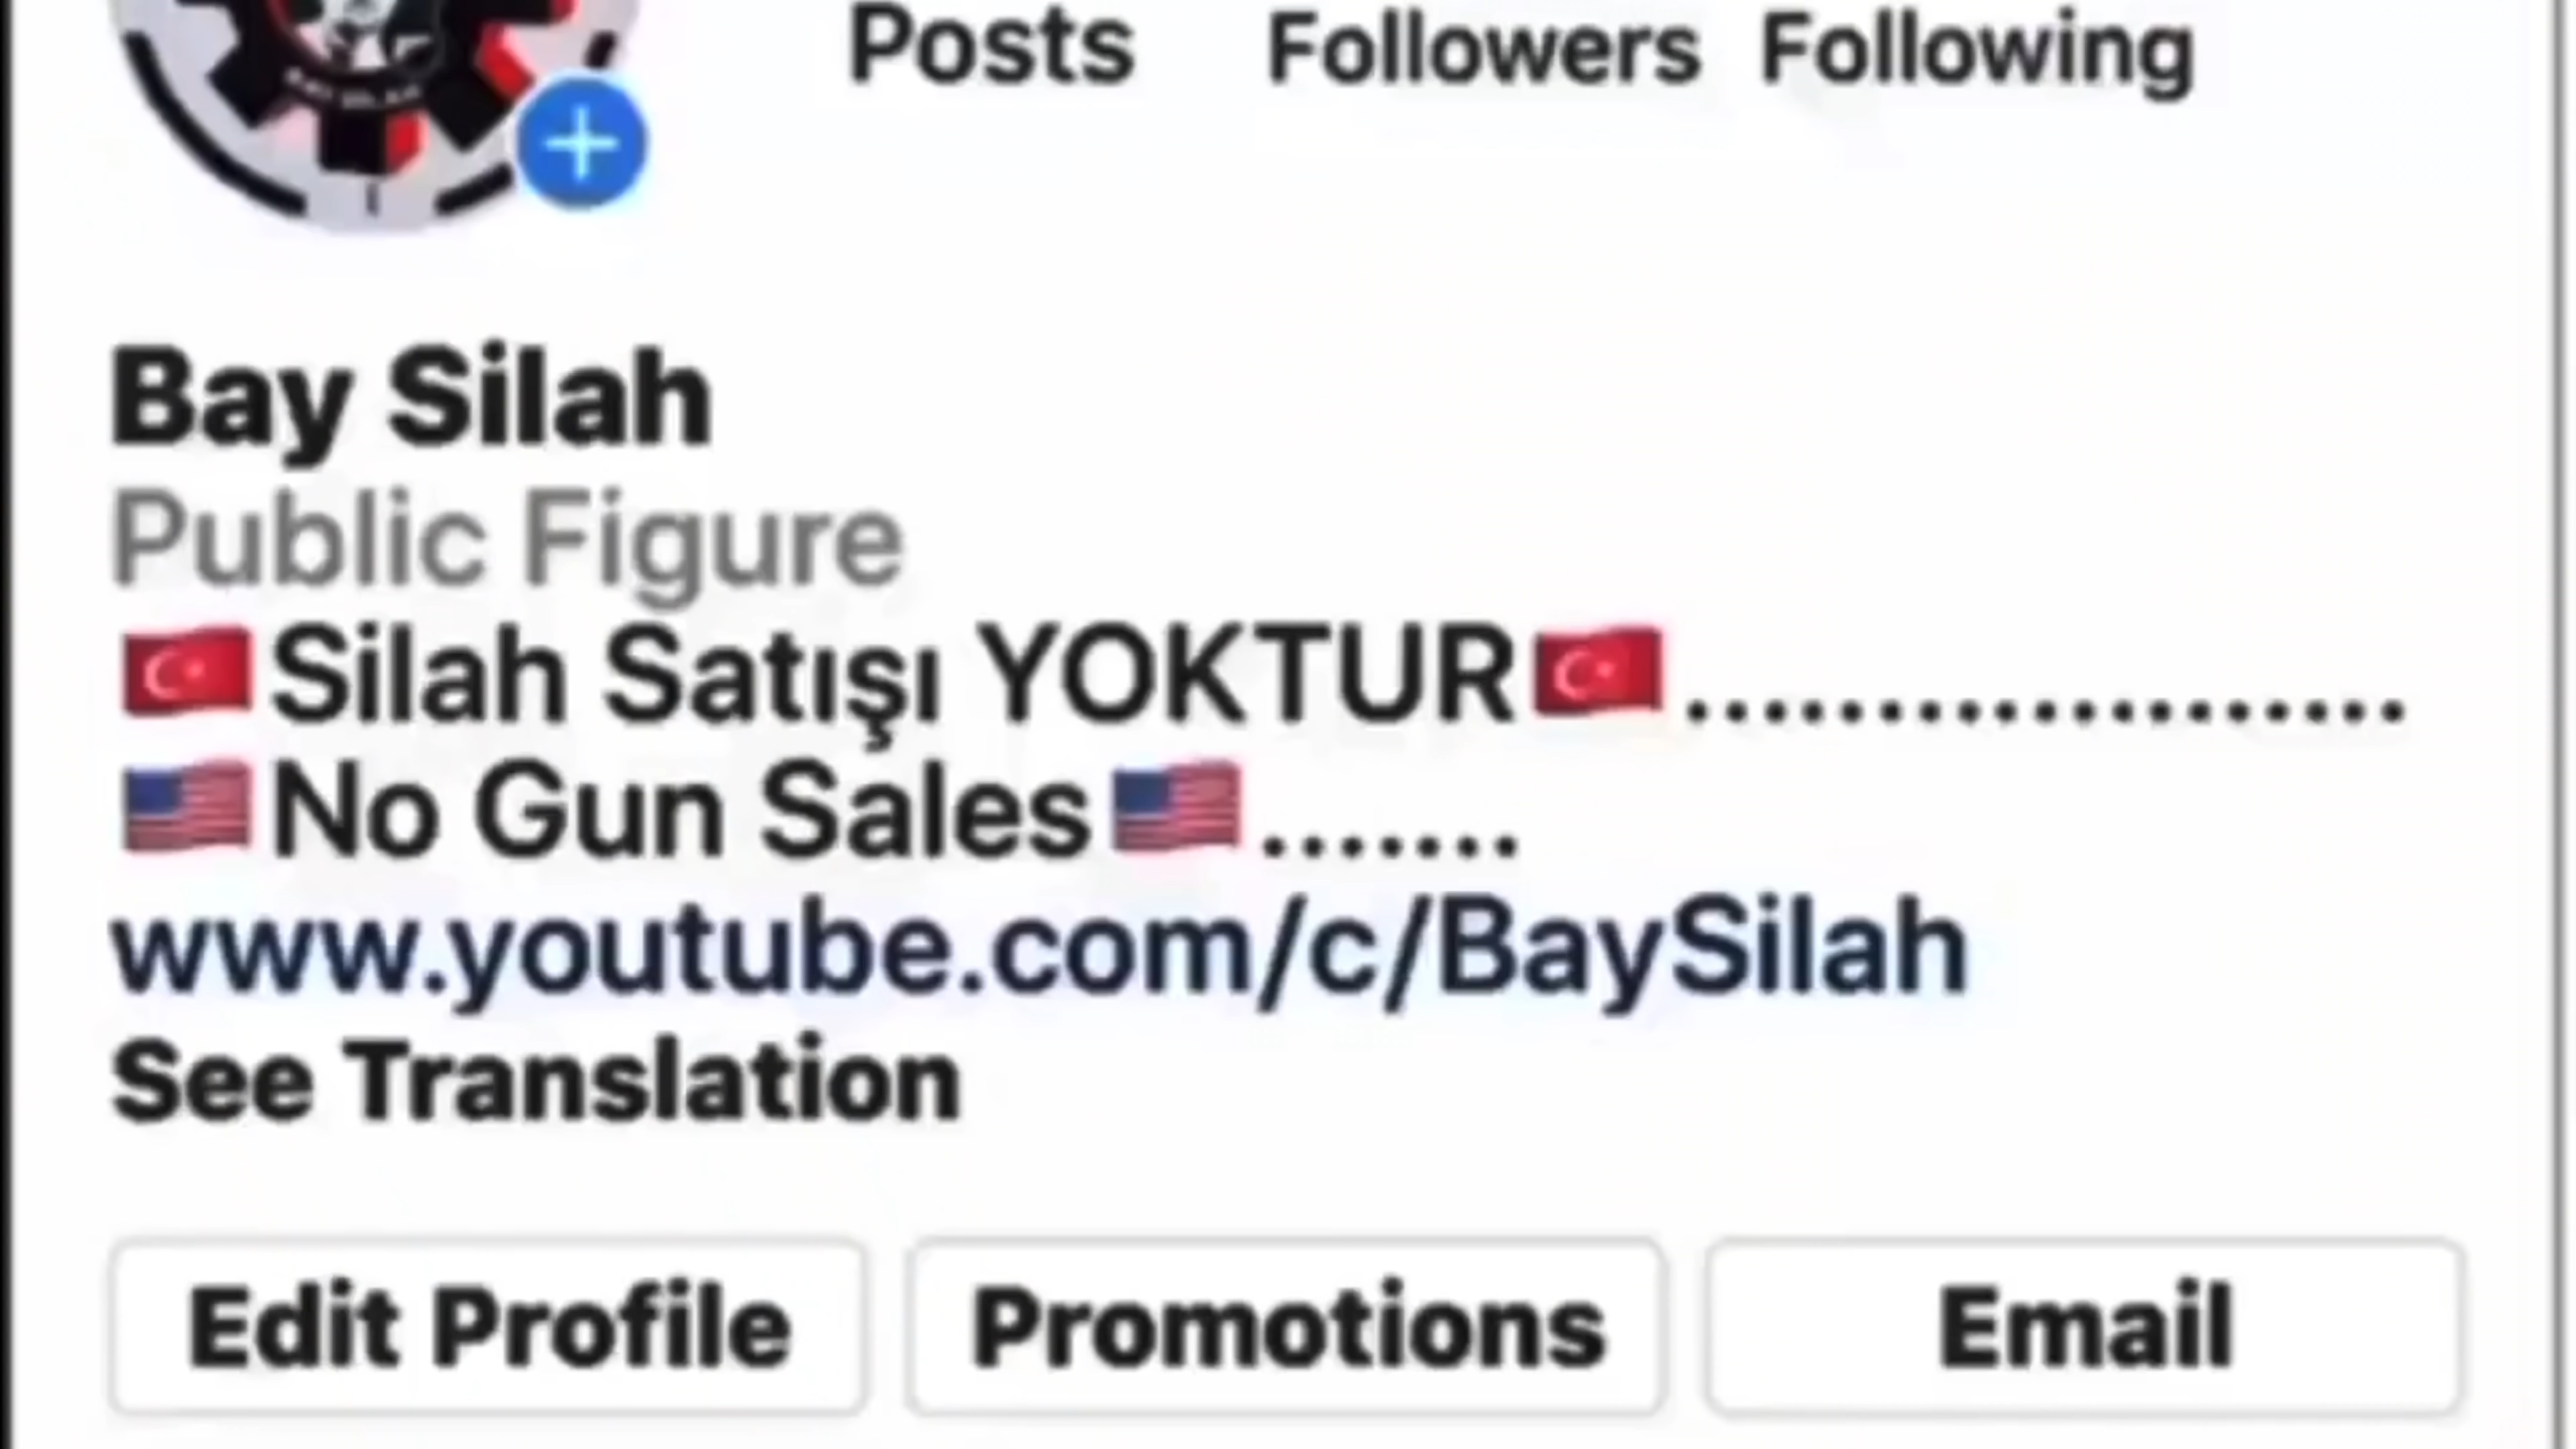 Posts Followers Following
Bay Silah
Public Figure
🇹🇷Silah Satışı YOKTUR🇹🇷...................
🇺🇸No Gun Sales🇺🇸.......
www.youtube.com/c/BaySilah
See Translation
Edit Profile Promotions Email